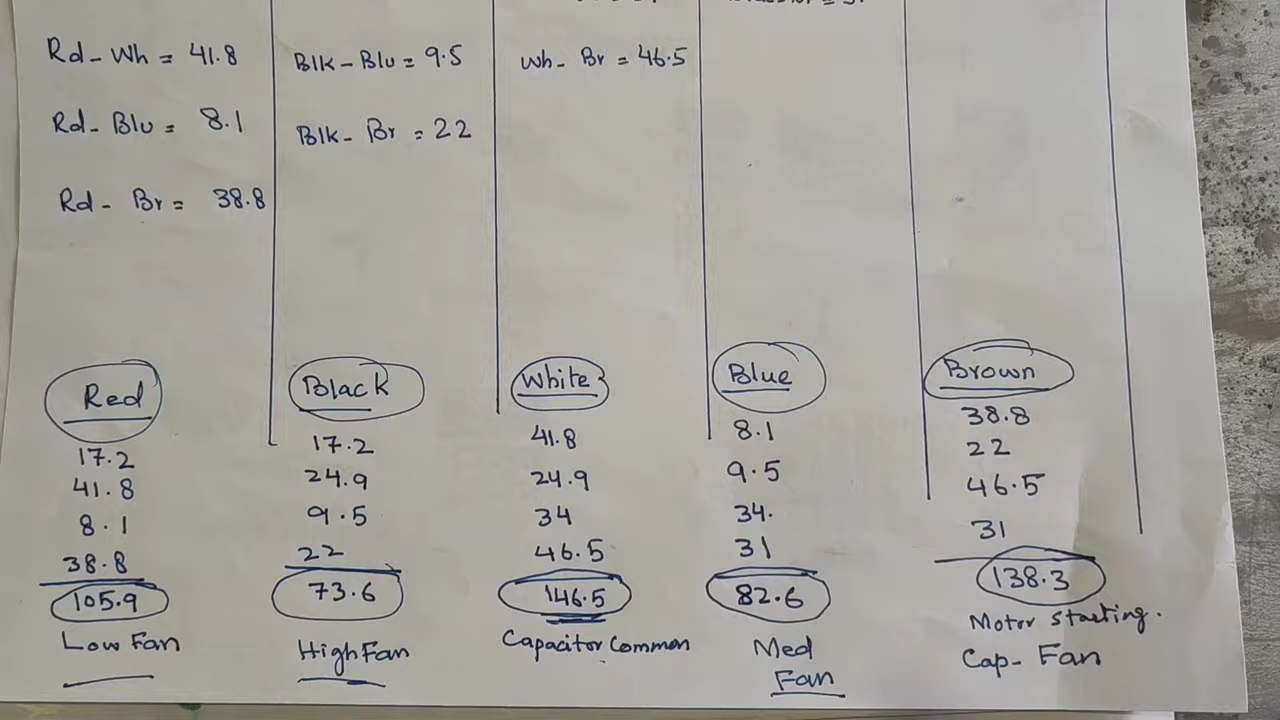 Rd - Wh = 41.8
Rd - Blu = 8.1
Rd - Br = 38.8
Blk - Blu = 9.5
Blk - Br = 22
Wh - Br = 46.5
Red
17.2
41.8
8.1
38.8
105.9
Low Fan
Black
17.2
24.9
9.5
22
73.6
High Fan
White
41.8
24.9
34
46.5
146.5
Capacitor Common
Blue
8.1
9.5
34.
31
82.6
Med
Fan
Brown
38.8
22
46.5
31
138.3
Motor Starting.
Cap - Fan